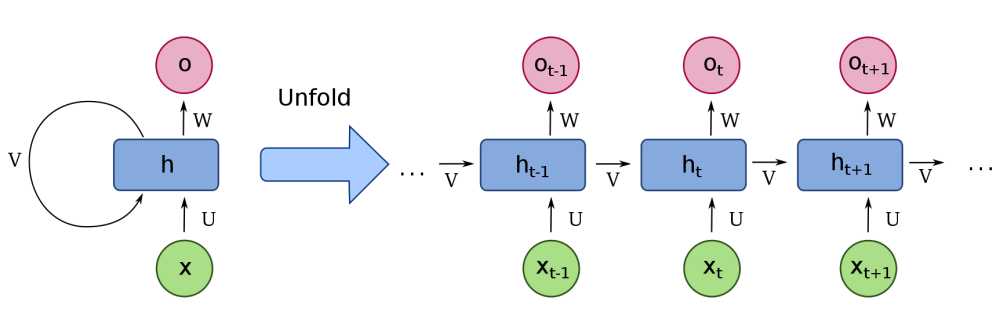 o o_{t-1} o_t o_{t+1}
Unfold
W W W W
V h h_{t-1} h_t h_{t+1}
... V V V V ...
U U U U
x x_{t-1} x_t x_{t+1}